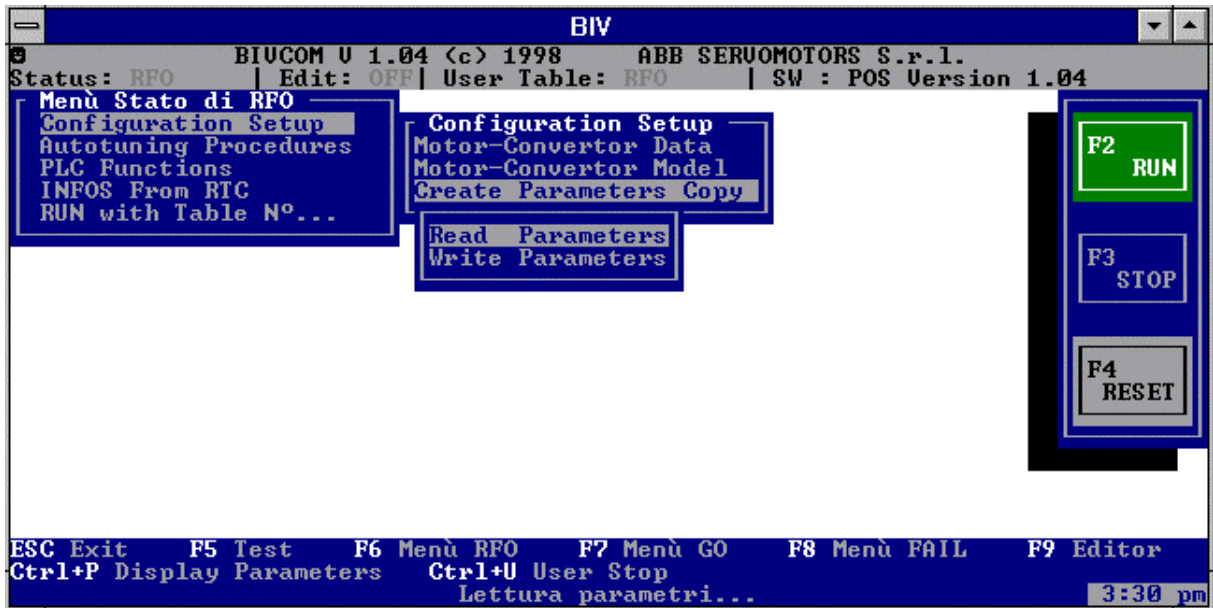 BIV
BIVCOM V 1.04 (c) 1998 ABB SERVOMOTORS S.r.l.
Status: RFO | Edit: OFF| User Table: RFO | SW : POS Version 1.04
Menù Stato di RFO
Configuration Setup
Autotuning Procedures
PLC Functions
INFOS From RTC
RUN with Table Nº...
Configuration Setup
Motor-Convertor Data
Motor-Convertor Model
Create Parameters Copy
Read Parameters
Write Parameters
F2
RUN
F3
STOP
F4
RESET
ESC Exit F5 Test F6 Menù RFO F7 Menù GO F8 Menù FAIL F9 Editor
Ctrl+P Display Parameters Ctrl+U User Stop
Lettura parametri... 3:30 pm